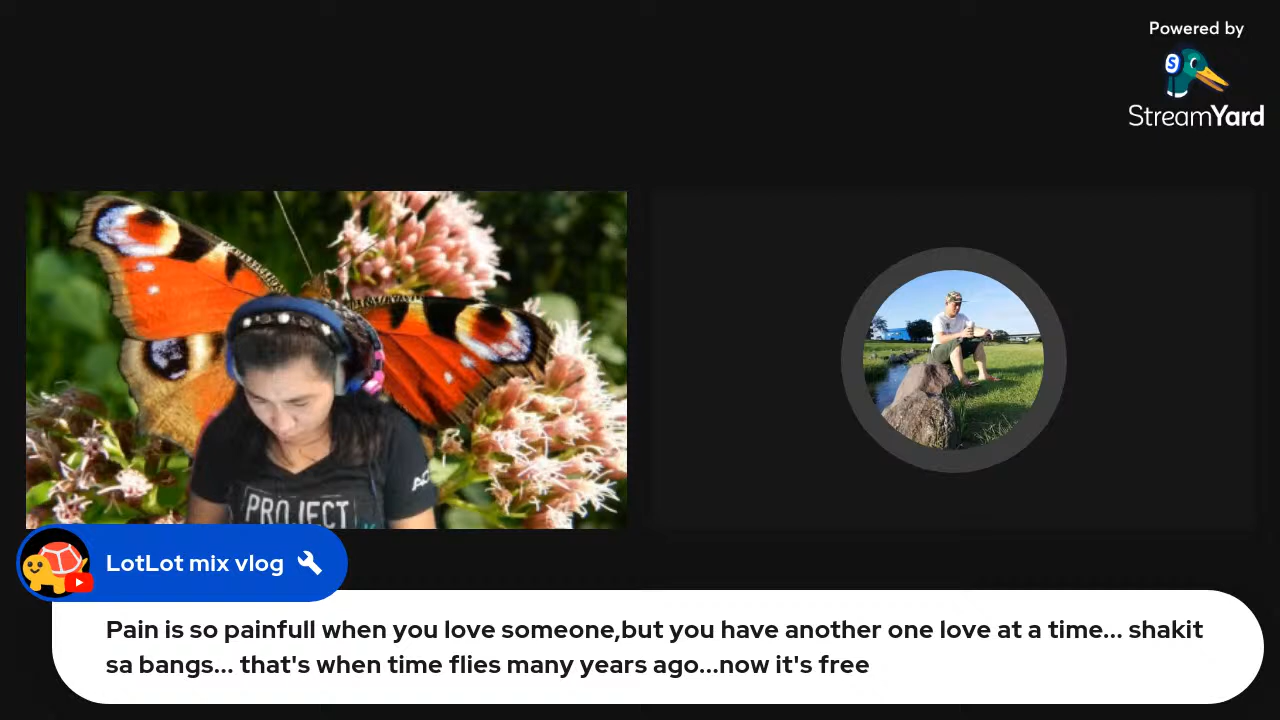 Powered by
S
StreamYard
PROJECT
LotLot mix vlog
Pain is so painfull when you love someone,but you have another one love at a time... shakit
sa bangs... that's when time flies many years ago...now it's free